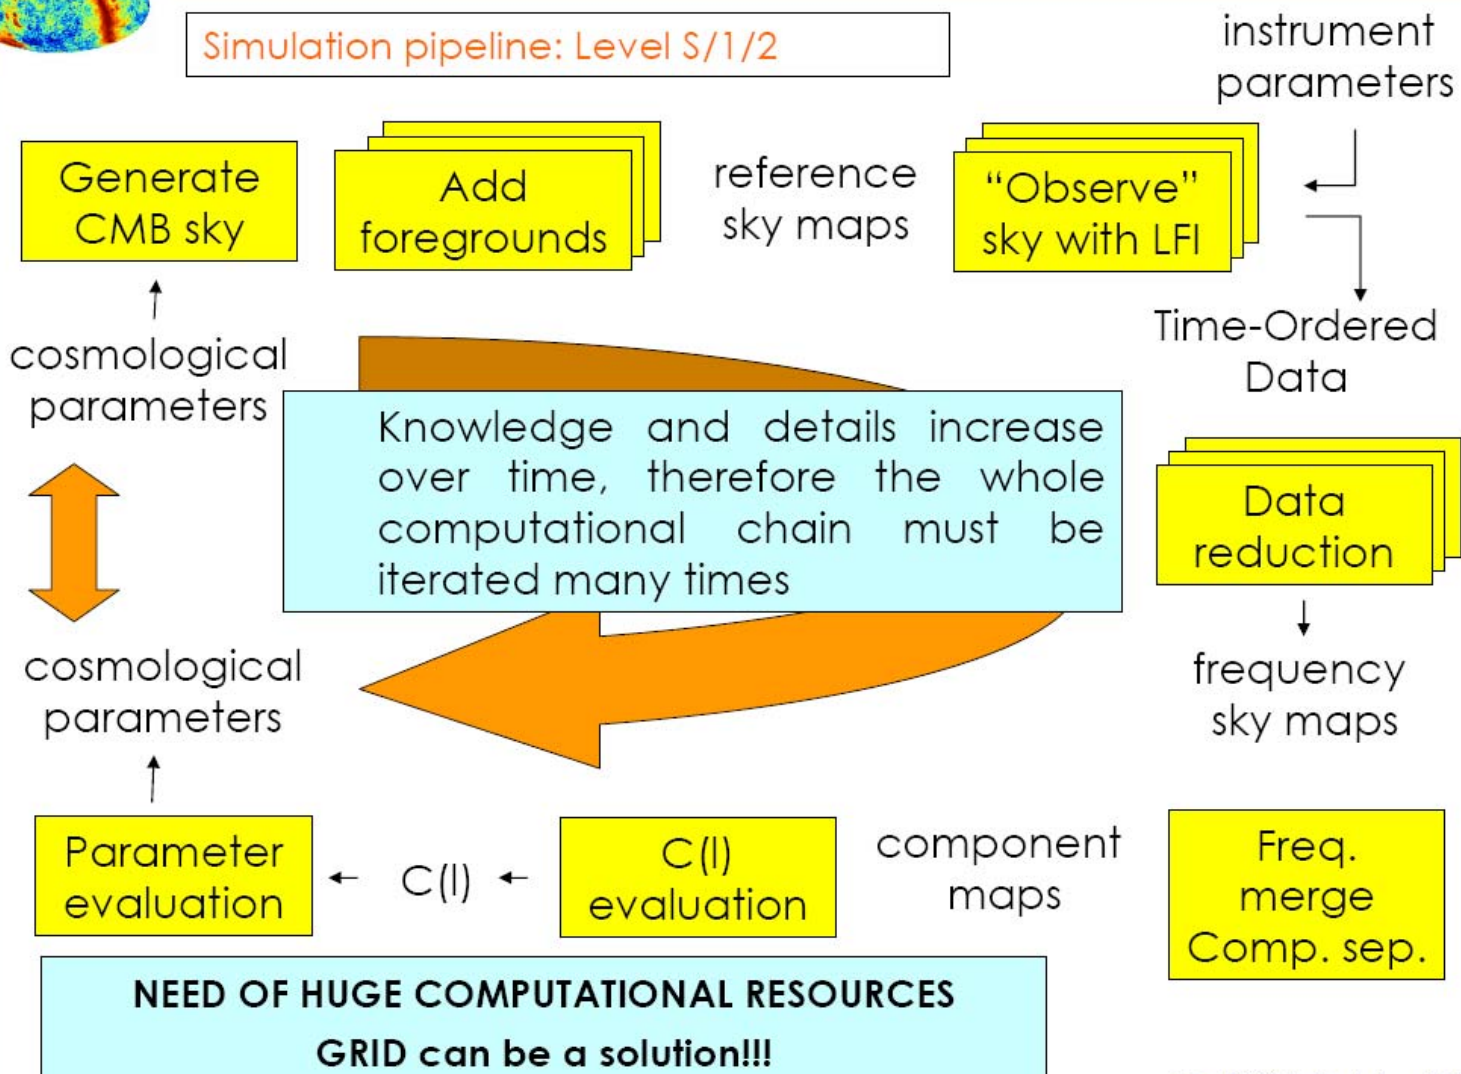 Simulation pipeline: Level S/1/2
instrument
parameters
Generate
CMB sky
Add
foregrounds
reference
sky maps
“Observe”
sky with LFI
cosmological
parameters
Time-Ordered
Data
Knowledge and details increase
over time, therefore the whole
computational chain must be
iterated many times
Data
reduction
cosmological
parameters
frequency
sky maps
Parameter
evaluation
C(l)
C(l)
evaluation
component
maps
Freq.
merge
Comp. sep.
NEED OF HUGE COMPUTATIONAL RESOURCES
GRID can be a solution!!!